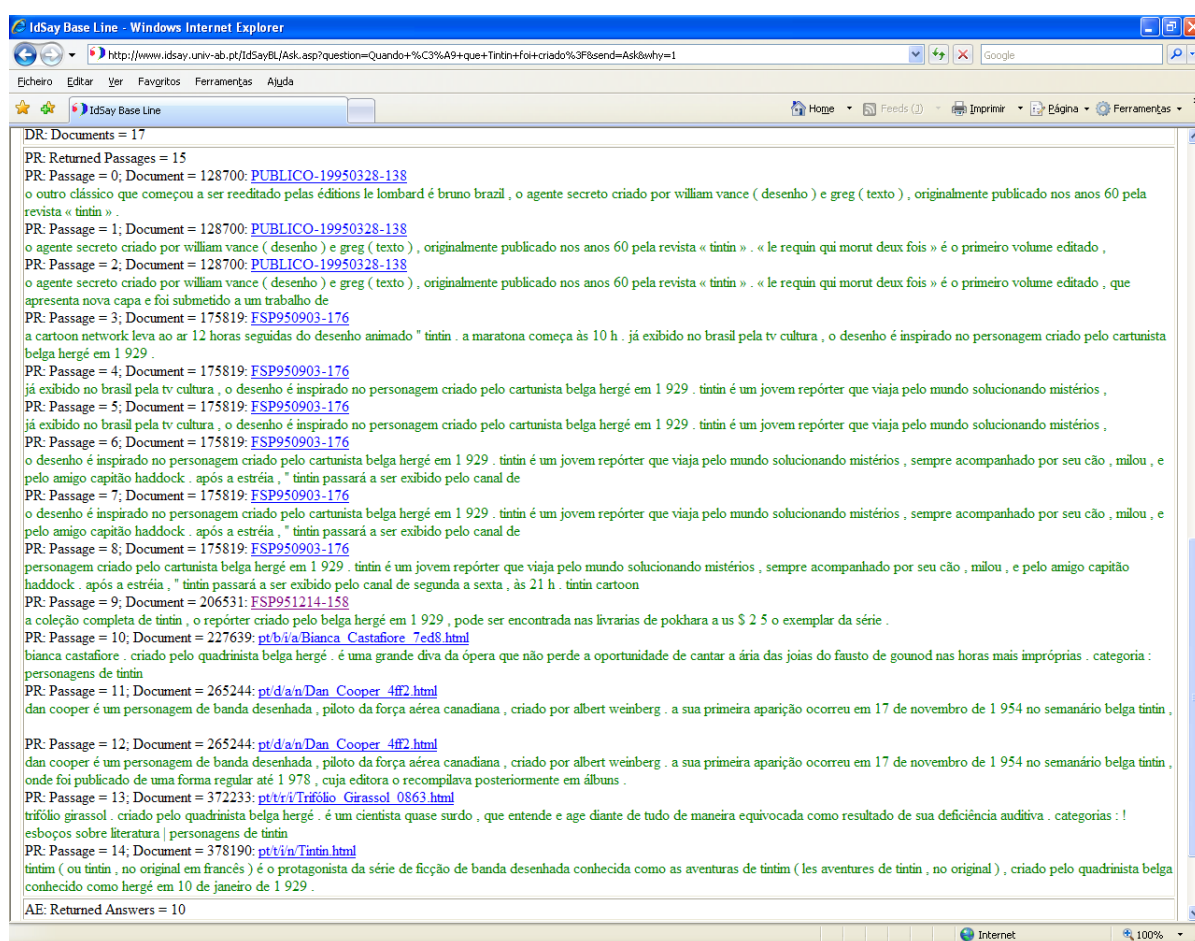 IdSay Base Line - Windows Internet Explorer
http://www.idsay.univ-ab.pt/IdSayBL/Ask.asp?question=Quando+%C3%A9+que+Tintin+foi+criado%3F&send=Ask&why=1
Google
Ficheiro Editar Ver Favoritos Ferramentas Ajuda
IdSay Base Line
Home Feeds (J) Imprimir Página Ferramentas
DR: Documents = 17
PR: Returned Passages = 15
PR: Passage = 0; Document = 128700: PUBLICO-19950328-138
o outro clássico que começou a ser reeditado pelas éditions le lombard é bruno brazil , o agente secreto criado por william vance ( desenho ) e greg ( texto ) , originalmente publicado nos anos 60 pela
revista « tintin » .
PR: Passage = 1; Document = 128700: PUBLICO-19950328-138
o agente secreto criado por william vance ( desenho ) e greg ( texto ) , originalmente publicado nos anos 60 pela revista « tintin » . « le requin qui morut deux fois » é o primeiro volume editado ,
PR: Passage = 2; Document = 128700: PUBLICO-19950328-138
o agente secreto criado por william vance ( desenho ) e greg ( texto ) , originalmente publicado nos anos 60 pela revista « tintin » . « le requin qui morut deux fois » é o primeiro volume editado , que
apresenta nova capa e foi submetido a um trabalho de
PR: Passage = 3; Document = 175819: FSP950903-176
a cartoon network leva ao ar 12 horas seguidas do desenho animado " tintin . a maratona começa às 10 h . já exibido no brasil pela tv cultura , o desenho é inspirado no personagem criado pelo cartunista
belga hergé em 1 929 .
PR: Passage = 4; Document = 175819: FSP950903-176
já exibido no brasil pela tv cultura , o desenho é inspirado no personagem criado pelo cartunista belga hergé em 1 929 . tintin é um jovem repórter que viaja pelo mundo solucionando mistérios ,
PR: Passage = 5; Document = 175819: FSP950903-176
já exibido no brasil pela tv cultura , o desenho é inspirado no personagem criado pelo cartunista belga hergé em 1 929 . tintin é um jovem repórter que viaja pelo mundo solucionando mistérios ,
PR: Passage = 6; Document = 175819: FSP950903-176
o desenho é inspirado no personagem criado pelo cartunista belga hergé em 1 929 . tintin é um jovem repórter que viaja pelo mundo solucionando mistérios , sempre acompanhado por seu cão , milou , e
pelo amigo capitão haddock . após a estréia , " tintin passará a ser exibido pelo canal de
PR: Passage = 7; Document = 175819: FSP950903-176
o desenho é inspirado no personagem criado pelo cartunista belga hergé em 1 929 . tintin é um jovem repórter que viaja pelo mundo solucionando mistérios , sempre acompanhado por seu cão , milou , e
pelo amigo capitão haddock . após a estréia , " tintin passará a ser exibido pelo canal de
PR: Passage = 8; Document = 175819: FSP950903-176
personagem criado pelo cartunista belga hergé em 1 929 . tintin é um jovem repórter que viaja pelo mundo solucionando mistérios , sempre acompanhado por seu cão , milou , e pelo amigo capitão
haddock . após a estréia , " tintin passará a ser exibido pelo canal de segunda a sexta , às 21 h . tintin cartoon
PR: Passage = 9; Document = 206531: FSP951214-158
a coleção completa de tintin , o repórter criado pelo belga hergé em 1 929 , pode ser encontrada nas livrarias de pokhara a us $ 2 5 o exemplar da série .
PR: Passage = 10; Document = 227639: pt/b/i/a/Bianca_Castafiore_7ed8.html
bianca castafiore . criado pelo quadrinista belga hergé . é uma grande diva da ópera que não perde a oportunidade de cantar a ária das joias do fausto de gounod nas horas mais impróprias . categoria :
personagens de tintin
PR: Passage = 11; Document = 265244: pt/d/a/n/Dan_Cooper_4ff2.html
dan cooper é um personagem de banda desenhada , piloto da força aérea canadiana , criado por albert weinberg . a sua primeira aparição ocorreu em 17 de novembro de 1 954 no semanário belga tintin ,
PR: Passage = 12; Document = 265244: pt/d/a/n/Dan_Cooper_4ff2.html
dan cooper é um personagem de banda desenhada , piloto da força aérea canadiana , criado por albert weinberg . a sua primeira aparição ocorreu em 17 de novembro de 1 954 no semanário belga tintin ,
onde foi publicado de uma forma regular até 1 978 , cuja editora o recompilava posteriormente em álbuns .
PR: Passage = 13; Document = 372233: pt/t/r/i/Trifólio_Girassol_0863.html
trifólio girassol . criado pelo quadrinista belga hergé . é um cientista quase surdo , que entende e age diante de tudo de maneira equivocada como resultado de sua deficiência auditiva . categorias : !
esboços sobre literatura | personagens de tintin
PR: Passage = 14; Document = 378190: pt/t/i/n/Tintin.html
tintim ( ou tintin , no original em francês ) é o protagonista da série de ficção de banda desenhada conhecida como as aventuras de tintim ( les aventures de tintin , no original ) , criado pelo quadrinista belga
conhecido como hergé em 10 de janeiro de 1 929 .
AE: Returned Answers = 10
Internet 100%